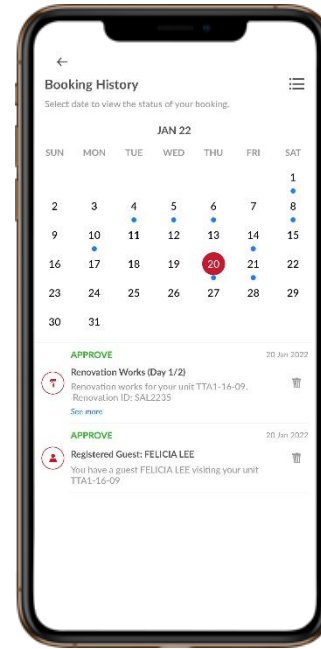 Booking History
Select date to view the status of your booking.
JAN 22
SUN MON TUE WED THU FRI SAT
1
2 3 4 5 6 7 8
9 10 11 12 13 14 15
16 17 18 19 20 21 22
23 24 25 26 27 28 29
30 31
APPROVE 20 Jan 2022
Renovation Works (Day 1/2)
Renovation works for your unit TTA1-16-09.
Renovation ID: SAL2235
See more
APPROVE 20 Jan 2022
Registered Guest: FELICIA LEE
You have a guest FELICIA LEE visiting your unit
TTA1-16-09